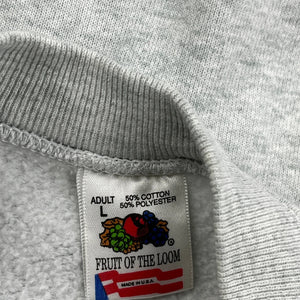 ADULT
L
50% COTTON
50% POLYESTER
®
FRUIT OF THE LOOM
MADE IN U.S.A.